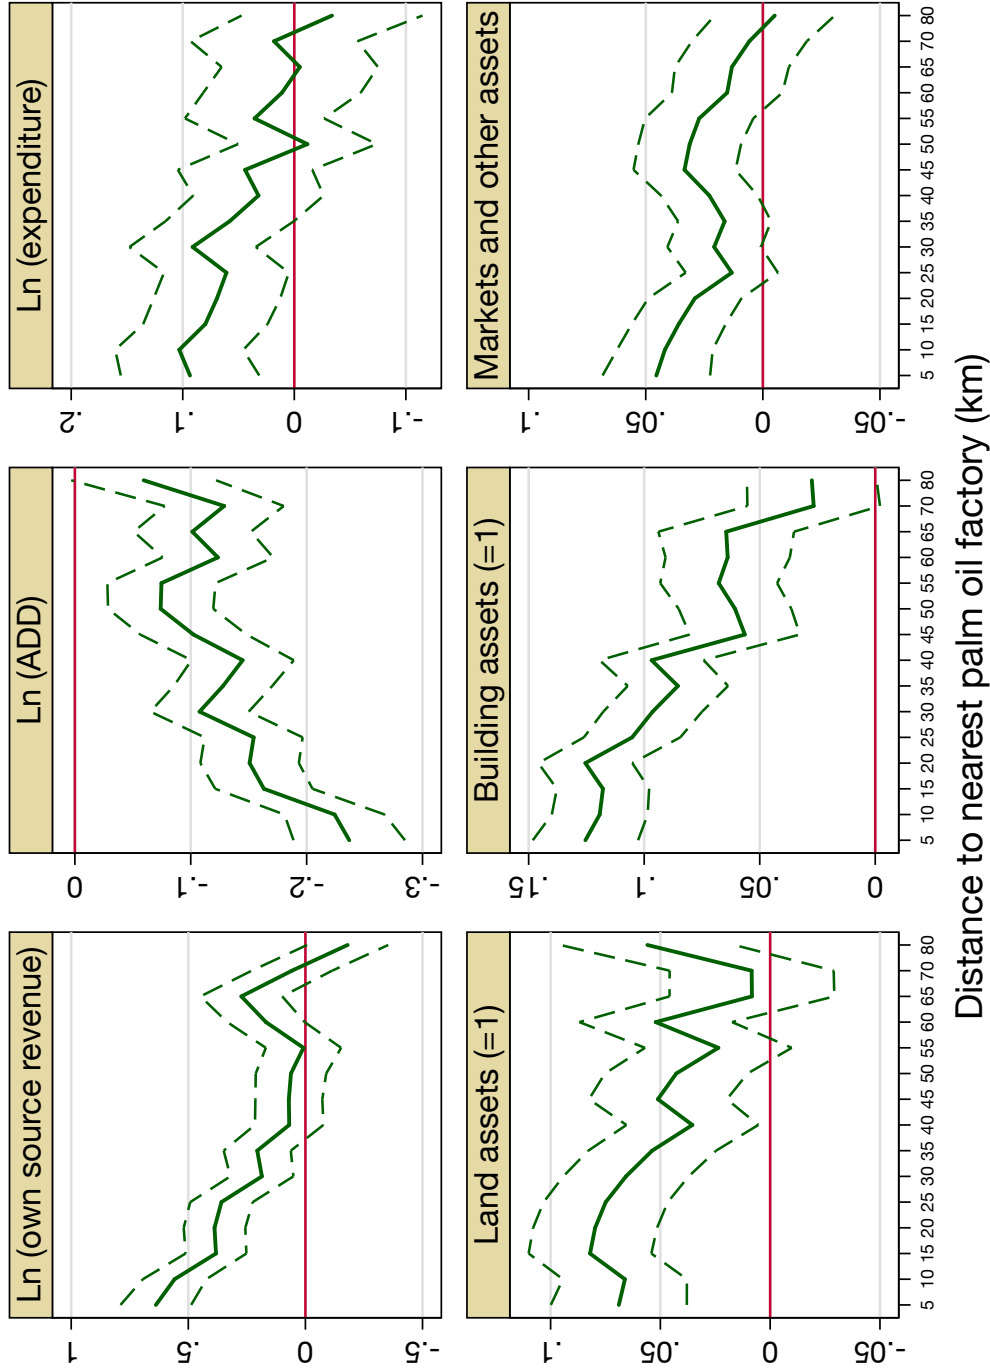 Ln (own source revenue)
-.5 0 .5 1
Ln (ADD)
-.3 -.2 -.1 0
Ln (expenditure)
-.1 0 .1 .2
Land assets (=1)
-.05 0 .05 .1
5 10 15 20 25 30 35 40 45 50 55 60 65 70 80
Building assets (=1)
0 .05 .1 .15
5 10 15 20 25 30 35 40 45 50 55 60 65 70 80
Markets and other assets
-.05 0 .05 .1
5 10 15 20 25 30 35 40 45 50 55 60 65 70 80
Distance to nearest palm oil factory (km)